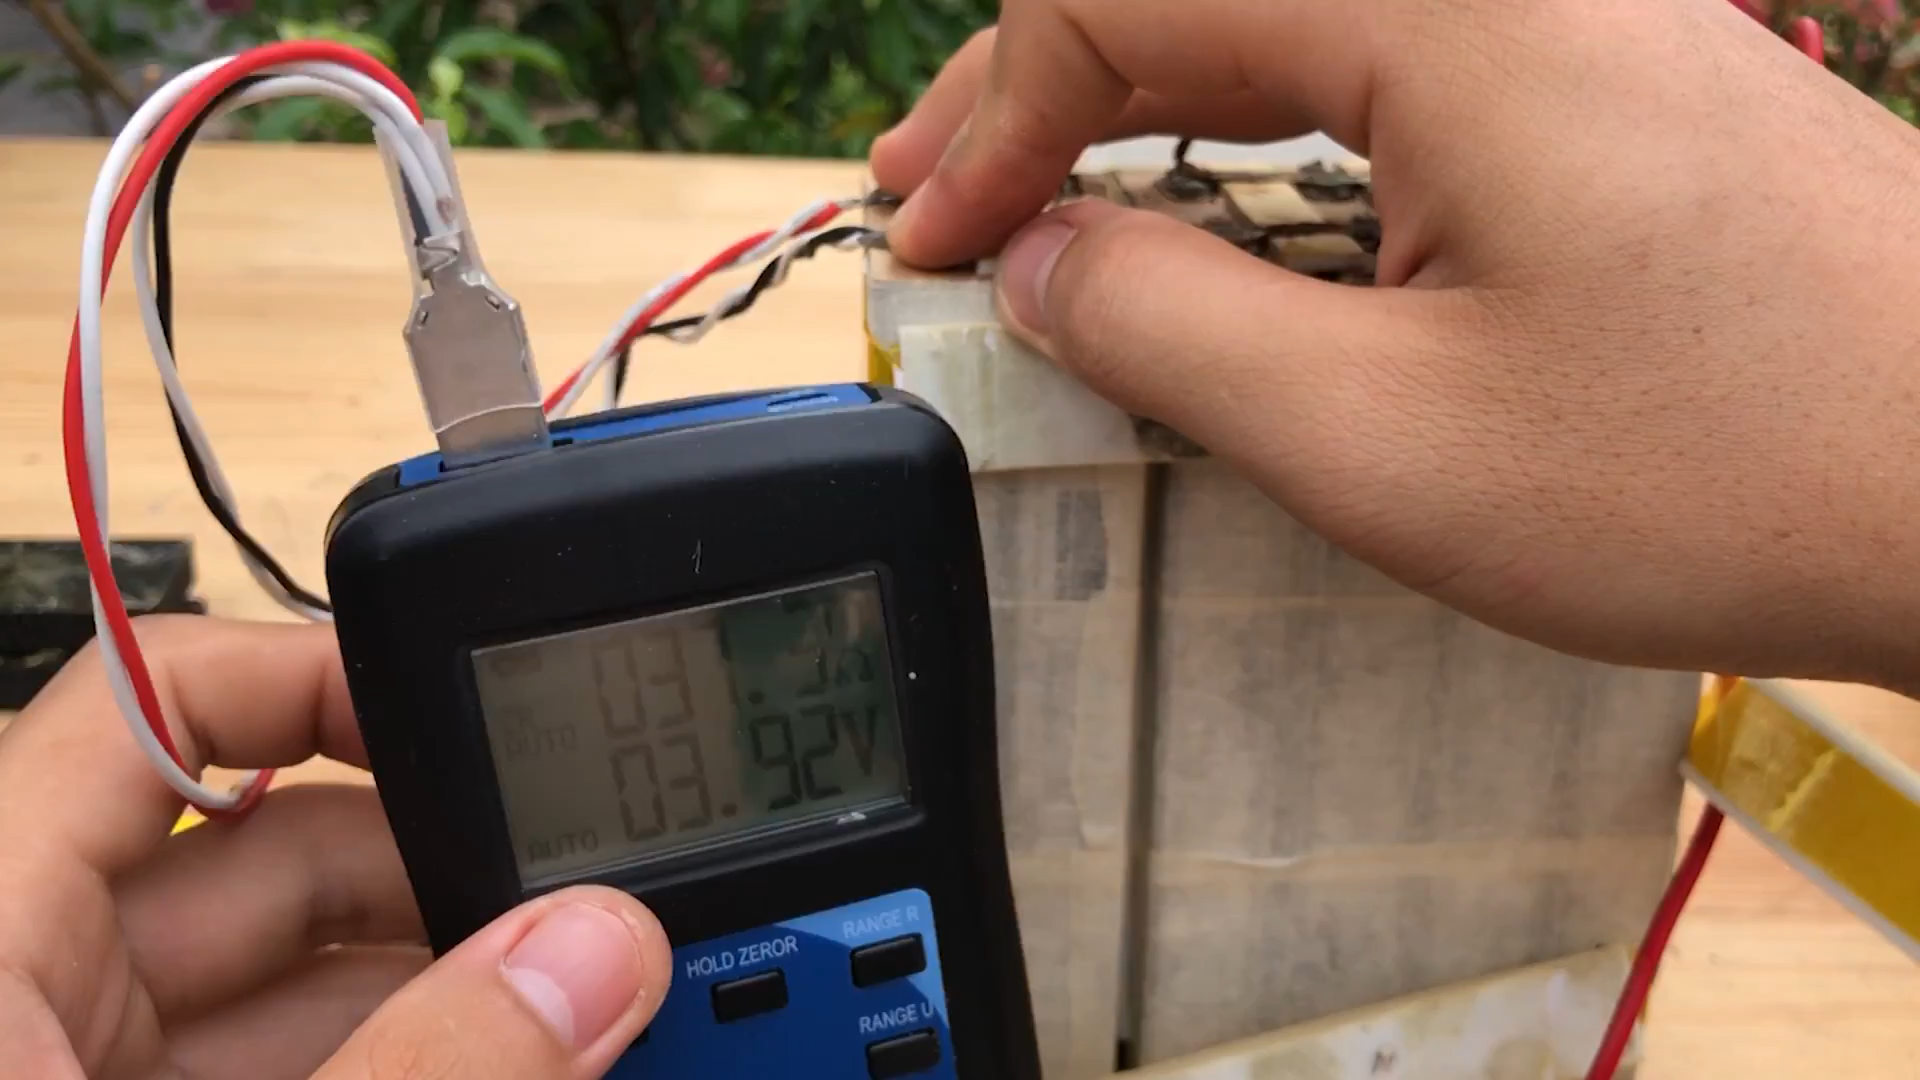 AUTO
03.92V
AUTO
HOLD ZEROR
RANGE R
RANGE U